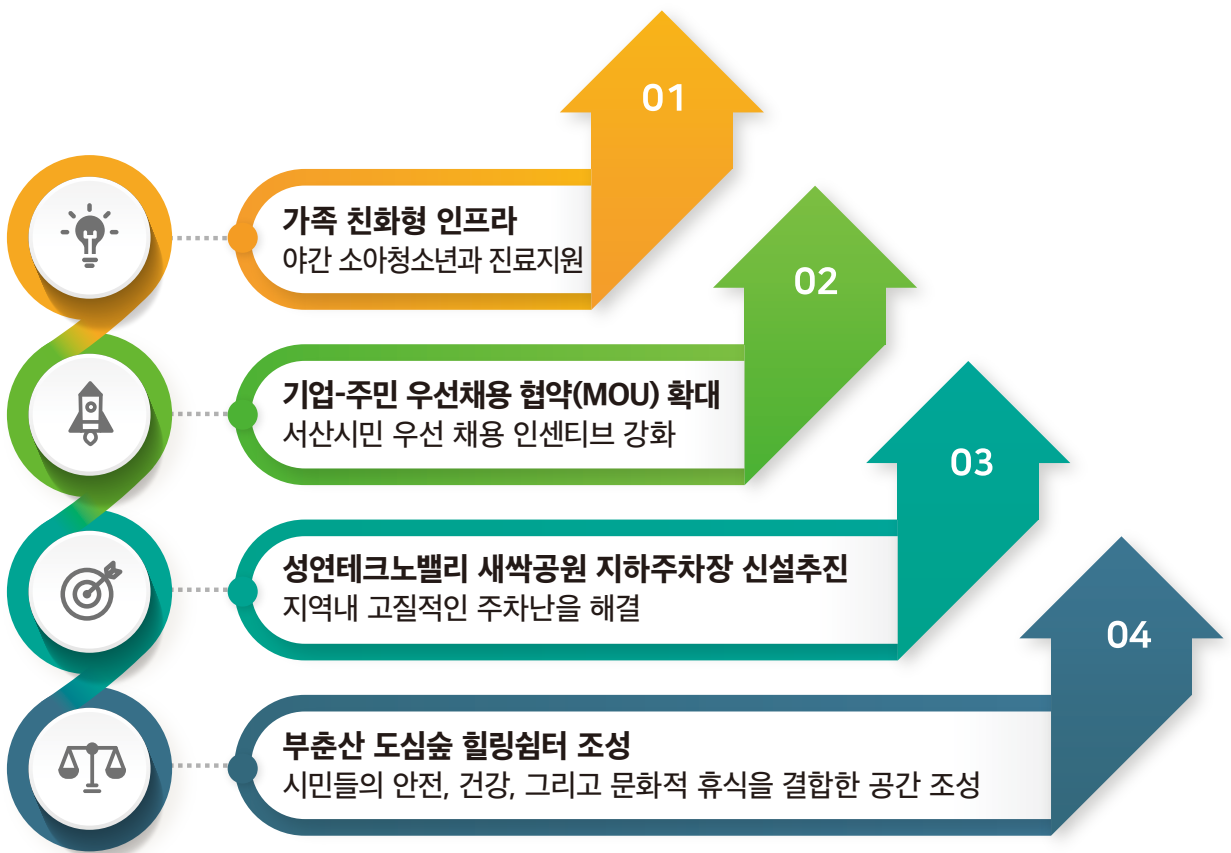 01
가족 친화형 인프라
야간 소아청소년과 진료지원
02
기업-주민 우선채용 협약(MOU) 확대
서산시민 우선 채용 인센티브 강화
03
성연테크노밸리 새싹공원 지하주차장 신설추진
지역내 고질적인 주차난을 해결
04
부춘산 도심숲 힐링쉼터 조성
시민들의 안전, 건강, 그리고 문화적 휴식을 결합한 공간 조성